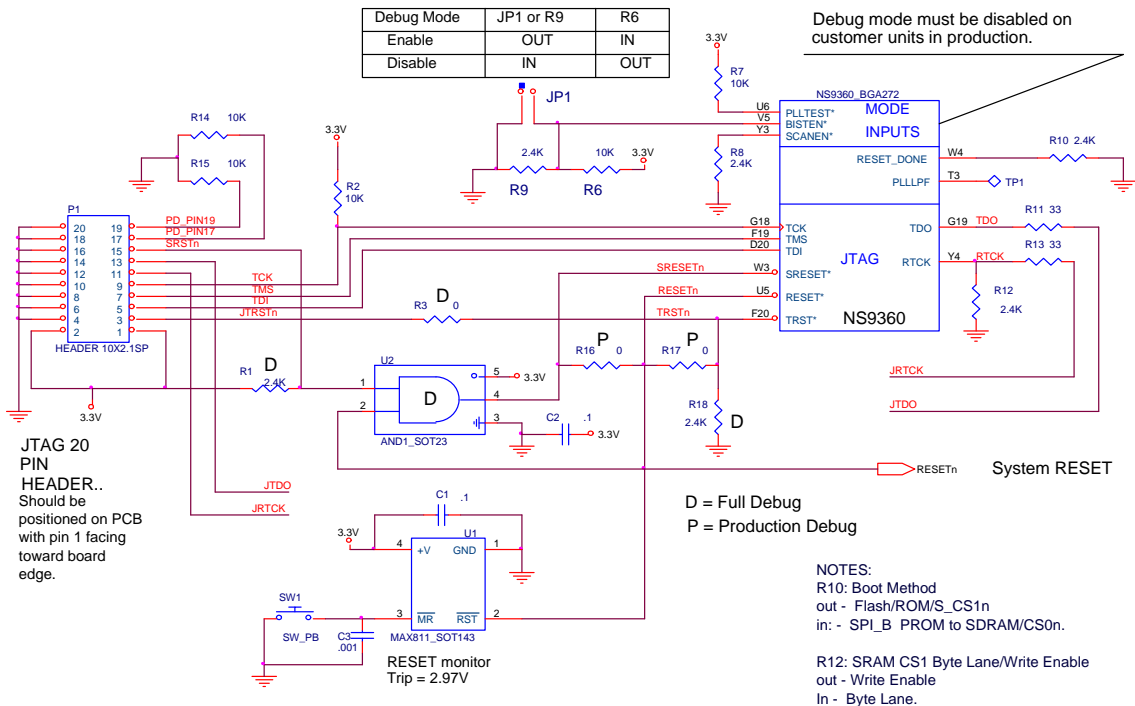 Debug Mode JP1 or R9 R6
Enable OUT IN
Disable IN OUT
Debug mode must be disabled on
customer units in production.
3.3V
R7
10K
NS9360_BGA272
MODE
INPUTS
U6 PLLTEST*
V5 BISTEN*
Y3 SCANEN*
R8
2.4K
RESET_DONE W4
R10 2.4K
PLLLPF T3
TP1
JP1
2.4K
R9
10K
R6
3.3V
R14 10K
R15 10K
3.3V
R2
10K
P1
20 19 PD_PIN19
18 17 PD_PIN17
16 15 SRSTn
14 13
12 11
10 9 TCK
8 7 TMS
6 5 TDI
4 3 JTRSTn
2 1
HEADER 10X2.1SP
G18 TCK
F19 TMS
D20 TDI
JTAG
TDO G19 TDO
R11 33
R13 33
RTCK Y4 RTCK
R12
2.4K
SRESETn W3 SRESET*
RESETn U5 RESET*
TRSTn F20 TRST*
NS9360
D
R3 0
P
R16 0
P
R17 0
R18
2.4K
D
D
R1
2.4K
3.3V
U2
1
2
D
5 3.3V
4
3
AND1_SOT23
C2 .1
3.3V
JRTCK
JTDO
RESETn
System RESET
JTAG 20
PIN
HEADER..
Should be
positioned on PCB
with pin 1 facing
toward board
edge.
JTDO
JRTCK
D = Full Debug
P = Production Debug
C1 .1
3.3V
U1
4 +V GND 1
3 MR RST 2
MAX811_SOT143
SW1
SW_PB
C3
.001
RESET monitor
Trip = 2.97V
NOTES:
R10: Boot Method
out - Flash/ROM/S_CS1n
in: - SPI_B PROM to SDRAM/CS0n.
R12: SRAM CS1 Byte Lane/Write Enable
out - Write Enable
In - Byte Lane.